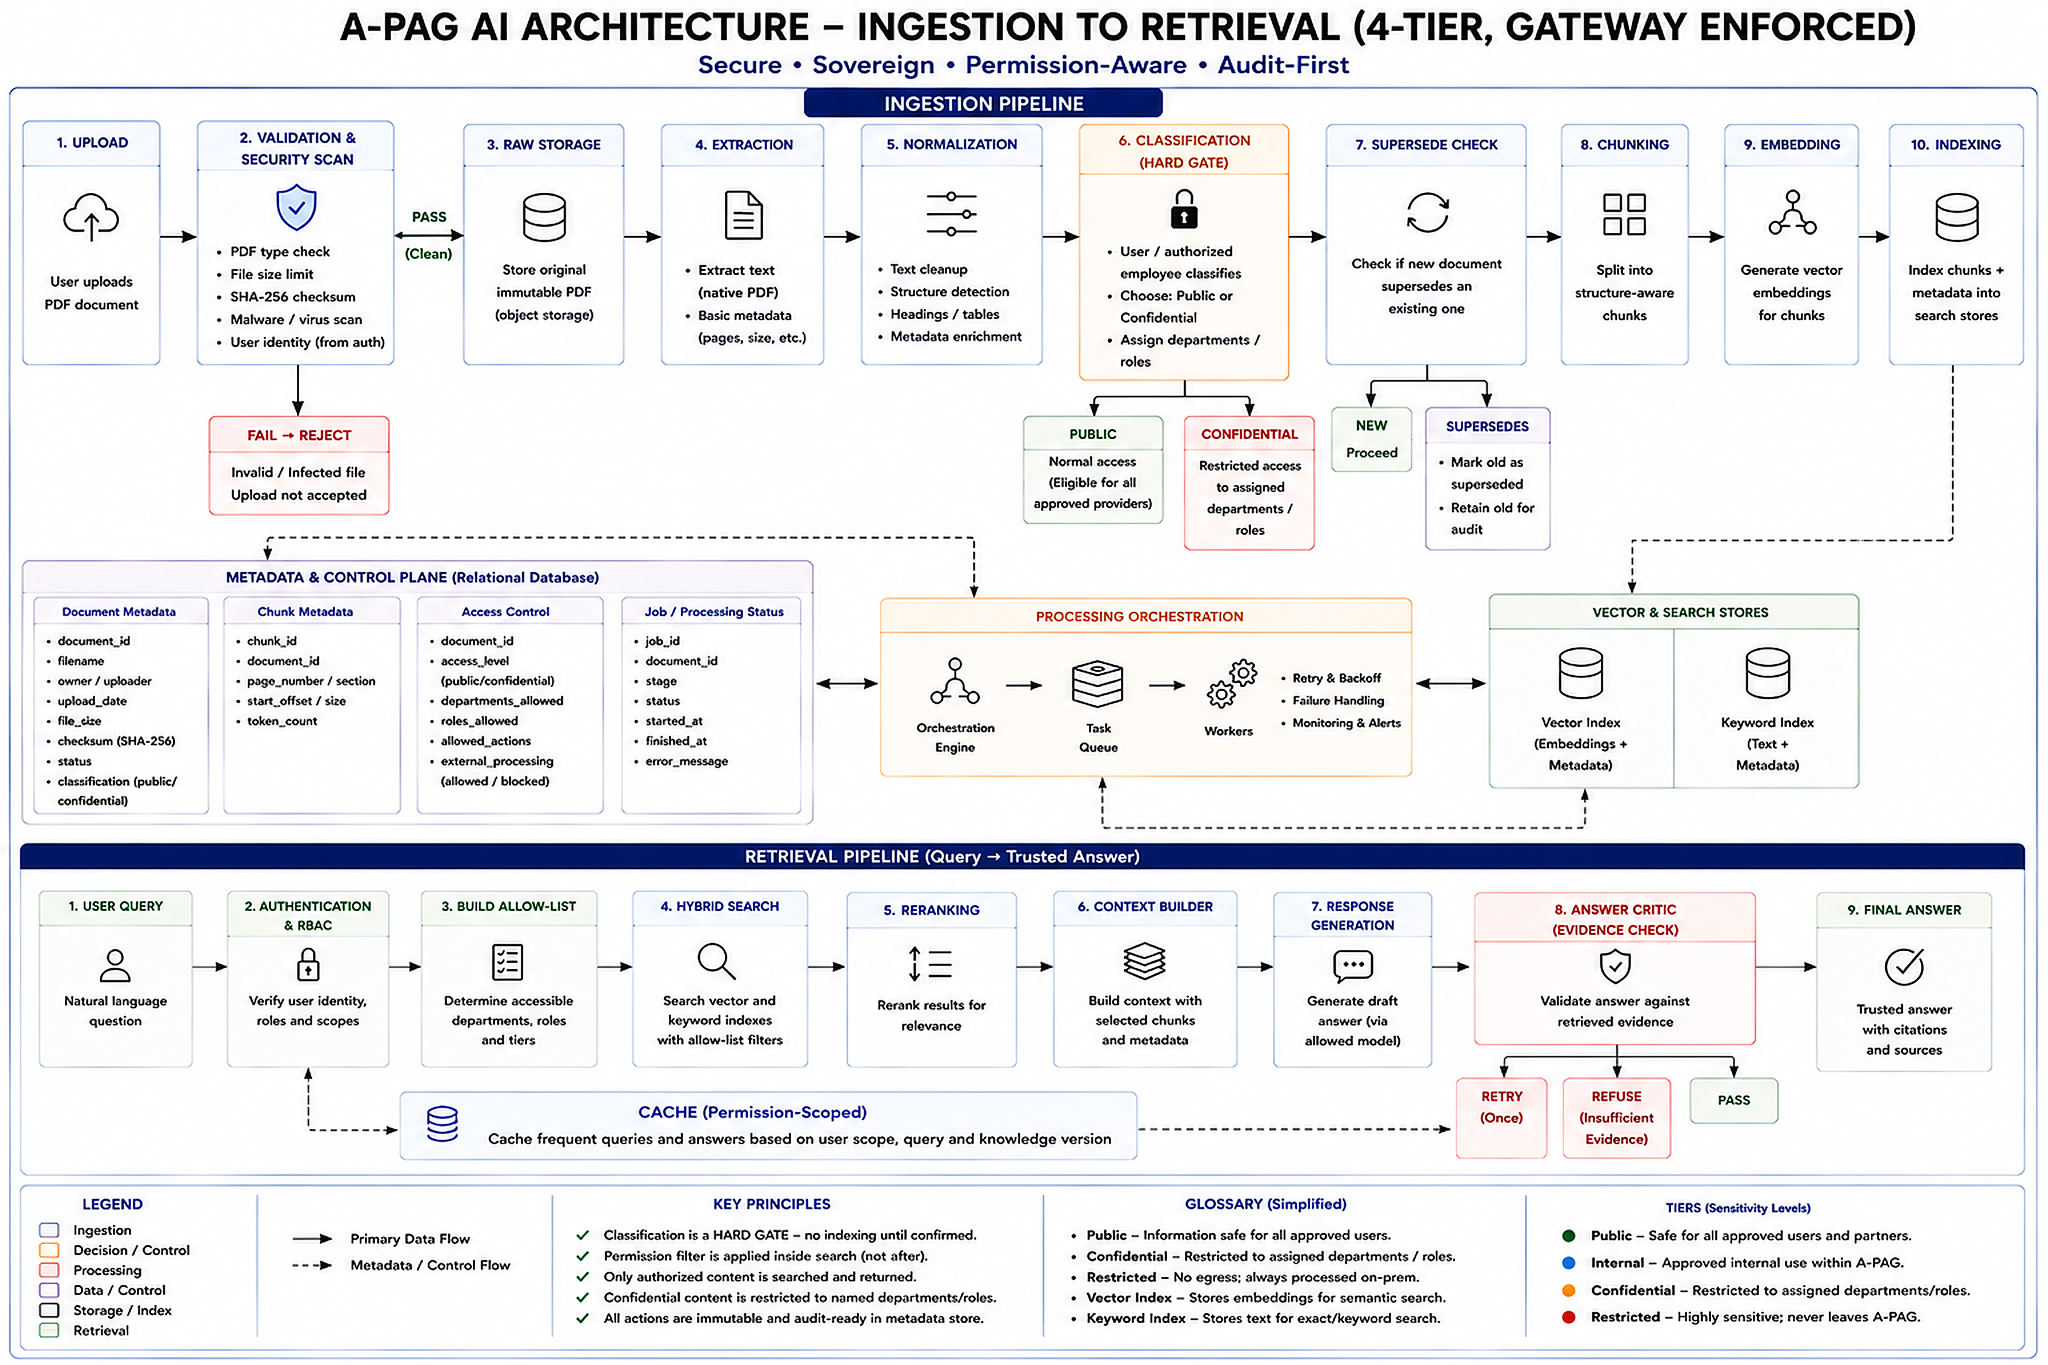 A-PAG AI ARCHITECTURE – INGESTION TO RETRIEVAL (4-TIER, GATEWAY ENFORCED)
Secure • Sovereign • Permission-Aware • Audit-First
INGESTION PIPELINE
1. UPLOAD
User uploads
PDF document
2. VALIDATION &
SECURITY SCAN
• PDF type check
• File size limit
• SHA-256 checksum
• Malware / virus scan
• User identity (from auth)
PASS
(Clean)
FAIL → REJECT
Invalid / Infected file
Upload not accepted
3. RAW STORAGE
Store original
immutable PDF
(object storage)
4. EXTRACTION
• Extract text
(native PDF)
• Basic metadata
(pages, size, etc.)
5. NORMALIZATION
• Text cleanup
• Structure detection
• Headings / tables
• Metadata enrichment
6. CLASSIFICATION
(HARD GATE)
• User / authorized
employee classifies
• Choose: Public or
Confidential
• Assign departments /
roles
PUBLIC
Normal access
(Eligible for all
approved providers)
CONFIDENTIAL
Restricted access
to assigned
departments /
roles
7. SUPERSEDE CHECK
Check if new document
supersedes an
existing one
NEW
Proceed
SUPERSEDES
• Mark old as
superseded
• Retain old for
audit
8. CHUNKING
Split into
structure-aware
chunks
9. EMBEDDING
Generate vector
embeddings
for chunks
10. INDEXING
Index chunks +
metadata into
search stores
METADATA & CONTROL PLANE (Relational Database)
Document Metadata
• document_id
• filename
• owner / uploader
• upload_date
• file_size
• checksum (SHA-256)
• status
• classification (public/
confidential)
Chunk Metadata
• chunk_id
• document_id
• page_number / section
• start_offset / size
• token_count
Access Control
• document_id
• access_level
(public/confidential)
• departments_allowed
• roles_allowed
• allowed_actions
• external_processing
(allowed / blocked)
Job / Processing Status
• job_id
• document_id
• stage
• status
• started_at
• finished_at
• error_message
PROCESSING ORCHESTRATION
Orchestration
Engine
Task
Queue
Workers
• Retry & Backoff
• Failure Handling
• Monitoring & Alerts
VECTOR & SEARCH STORES
Vector Index
(Embeddings +
Metadata)
Keyword Index
(Text +
Metadata)
RETRIEVAL PIPELINE (Query → Trusted Answer)
1. USER QUERY
Natural language
question
2. AUTHENTICATION
& RBAC
Verify user identity,
roles and scopes
3. BUILD ALLOW-LIST
Determine accessible
departments, roles
and tiers
4. HYBRID SEARCH
Search vector and
keyword indexes
with allow-list filters
5. RERANKING
Rerank results for
relevance
6. CONTEXT BUILDER
Build context with
selected chunks
and metadata
7. RESPONSE
GENERATION
Generate draft
answer (via
allowed model)
8. ANSWER CRITIC
(EVIDENCE CHECK)
Validate answer against
retrieved evidence
9. FINAL ANSWER
Trusted answer
with citations
and sources
RETRY
(Once)
REFUSE
(Insufficient
Evidence)
PASS
CACHE (Permission-Scoped)
Cache frequent queries and answers based on user scope, query and knowledge version
LEGEND
Ingestion
Decision / Control
Processing
Data / Control
Storage / Index
Retrieval
Primary Data Flow
Metadata / Control Flow
KEY PRINCIPLES
✓ Classification is a HARD GATE – no indexing until confirmed.
✓ Permission filter is applied inside search (not after).
✓ Only authorized content is searched and returned.
✓ Confidential content is restricted to named departments/roles.
✓ All actions are immutable and audit-ready in metadata store.
GLOSSARY (Simplified)
• Public – Information safe for all approved users.
• Confidential – Restricted to assigned departments / roles.
• Restricted – No egress; always processed on-prem.
• Vector Index – Stores embeddings for semantic search.
• Keyword Index – Stores text for exact/keyword search.
TIERS (Sensitivity Levels)
Public – Safe for all approved users and partners.
Internal – Approved internal use within A-PAG.
Confidential – Restricted to assigned departments/roles.
Restricted – Highly sensitive; never leaves A-PAG.